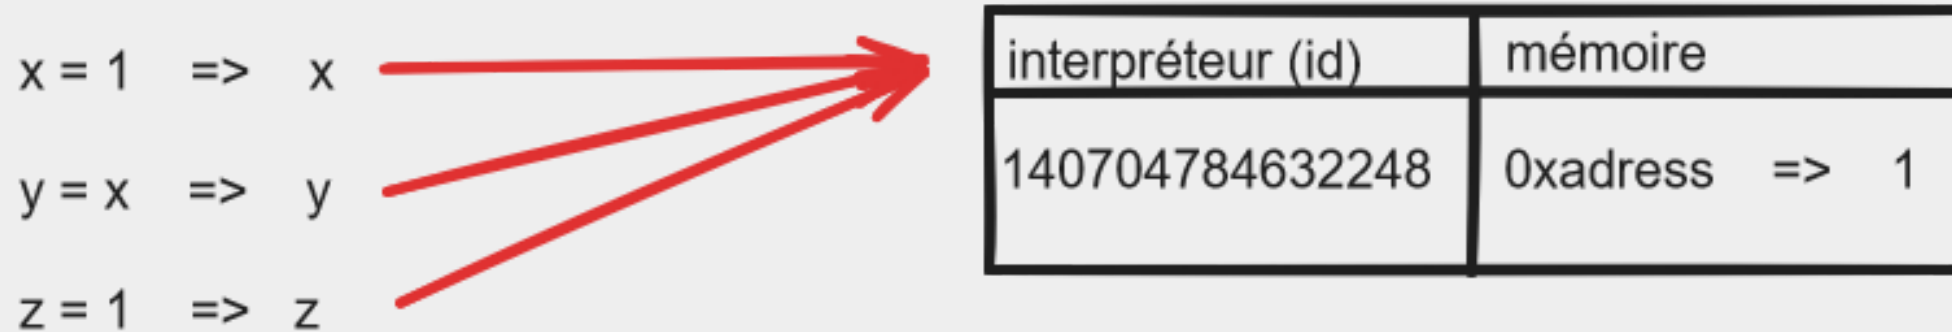 x = 1 => x
y = x => y
z = 1 => z
interpréteur (id) mémoire
140704784632248 0xadress => 1